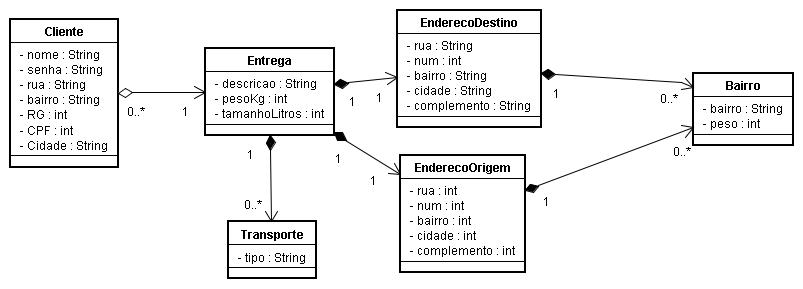 Cliente
- nome : String
- senha : String
- rua : String
- bairro : String
- RG : int
- CPF : int
- Cidade : String
0..*
1
Entrega
- descricao : String
- pesoKg : int
- tamanhoLitros : int
1
1
EnderecoDestino
- rua : String
- num : int
- bairro : String
- cidade : String
- complemento : String
1
0..*
Bairro
- bairro : String
- peso : int
1
1
EnderecoOrigem
- rua : int
- num : int
- bairro : int
- cidade : int
- complemento : int
1
0..*
1
0..*
Transporte
- tipo : String